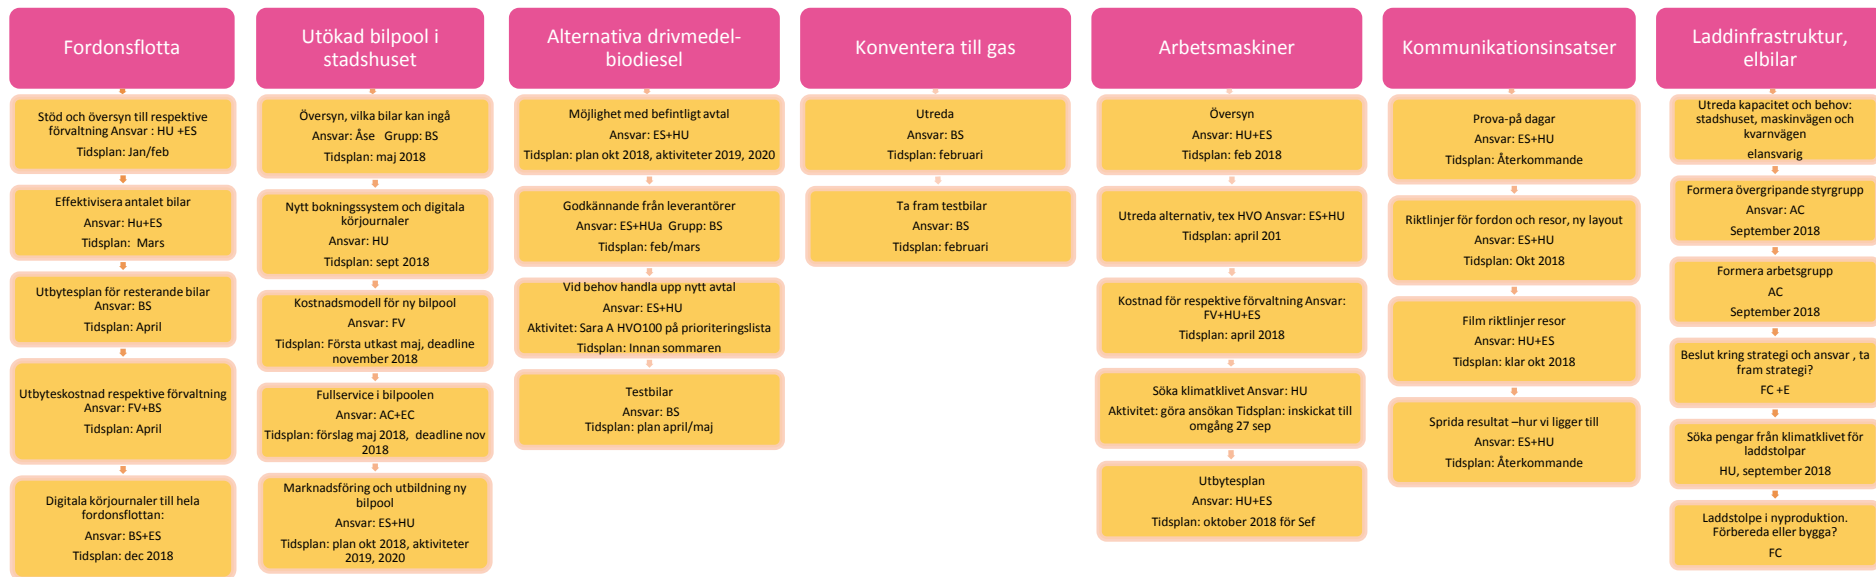 Fordonsflotta
Stöd och översyn till respektive
förvaltning Ansvar : HU +ES
Tidsplan: Jan/feb
Effektivisera antalet bilar
Ansvar: Hu+ES
Tidsplan:  Mars
Utbytesplan för resterande bilar
Ansvar: BS
Tidsplan: April
Utbyteskostnad respektive förvaltning
Ansvar: FV+BS
Tidsplan: April
Digitala körjournaler till hela
fordonsflottan:
Ansvar: BS+ES
Tidsplan: dec 2018
Utökad bilpool i
stadshuset
Översyn, vilka bilar kan ingå
Ansvar: Åse   Grupp: BS
Tidsplan: maj 2018
Nytt bokningssystem och digitala
körjournaler
Ansvar: HU
Tidsplan: sept 2018
Kostnadsmodell för ny bilpool
Ansvar: FV
Tidsplan: Första utkast maj, deadline
november 2018
Fullservice i bilpoolen
Ansvar: AC+EC
Tidsplan: förslag maj 2018,  deadline nov
2018
Marknadsföring och utbildning ny
bilpool
Ansvar: ES+HU
Tidsplan: plan okt 2018, aktiviteter
2019, 2020
Alternativa drivmedel-
biodiesel
Möjlighet med befintligt avtal
Ansvar: ES+HU
Tidsplan: plan okt 2018, aktiviteter 2019, 2020
Godkännande från leverantörer
Ansvar: ES+HUa  Grupp: BS
Tidsplan: feb/mars
Vid behov handla upp nytt avtal
Ansvar: ES+HU
Aktivitet: Sara A HVO100 på prioriteringslista
Tidsplan: Innan sommaren
Testbilar
Ansvar: BS
Tidsplan: plan april/maj
Konventera till gas
Utreda
Ansvar: BS
Tidsplan: februari
Ta fram testbilar
Ansvar: BS
Tidsplan: februari
Arbetsmaskiner
Översyn
Ansvar: HU+ES
Tidsplan: feb 2018
Utreda alternativ, tex HVO Ansvar: ES+HU
Tidsplan: april 201
Kostnad för respektive förvaltning Ansvar:
FV+HU+ES
Tidsplan: april 2018
Söka klimatklivet Ansvar: HU
Aktivitet: göra ansökan Tidsplan: inskickat till
omgång 27 sep
Utbytesplan
Ansvar: HU+ES
Tidsplan: oktober 2018 för Sef
Kommunikationsinsatser
Prova-på dagar
Ansvar: ES+HU
Tidsplan: Återkommande
Riktlinjer för fordon och resor, ny layout
Ansvar: ES+HU
Tidsplan: Okt 2018
Film riktlinjer resor
Ansvar: HU+ES
Tidsplan: klar okt 2018
Sprida resultat –hur vi ligger till
Ansvar: ES+HU
Tidsplan: Återkommande
Laddinfrastruktur,
elbilar
Utreda kapacitet och behov:
stadshuset, maskinvägen och
kvarnvägen
elansvarig
Formera övergripande styrgrupp
Ansvar: AC
September 2018
Formera arbetsgrupp
AC
September 2018
Beslut kring strategi och ansvar , ta
fram strategi?
FC +E
Söka pengar från klimatklivet för
laddstolpar
HU, september 2018
Laddstolpe i nyproduktion.
Förbereda eller bygga?
FC